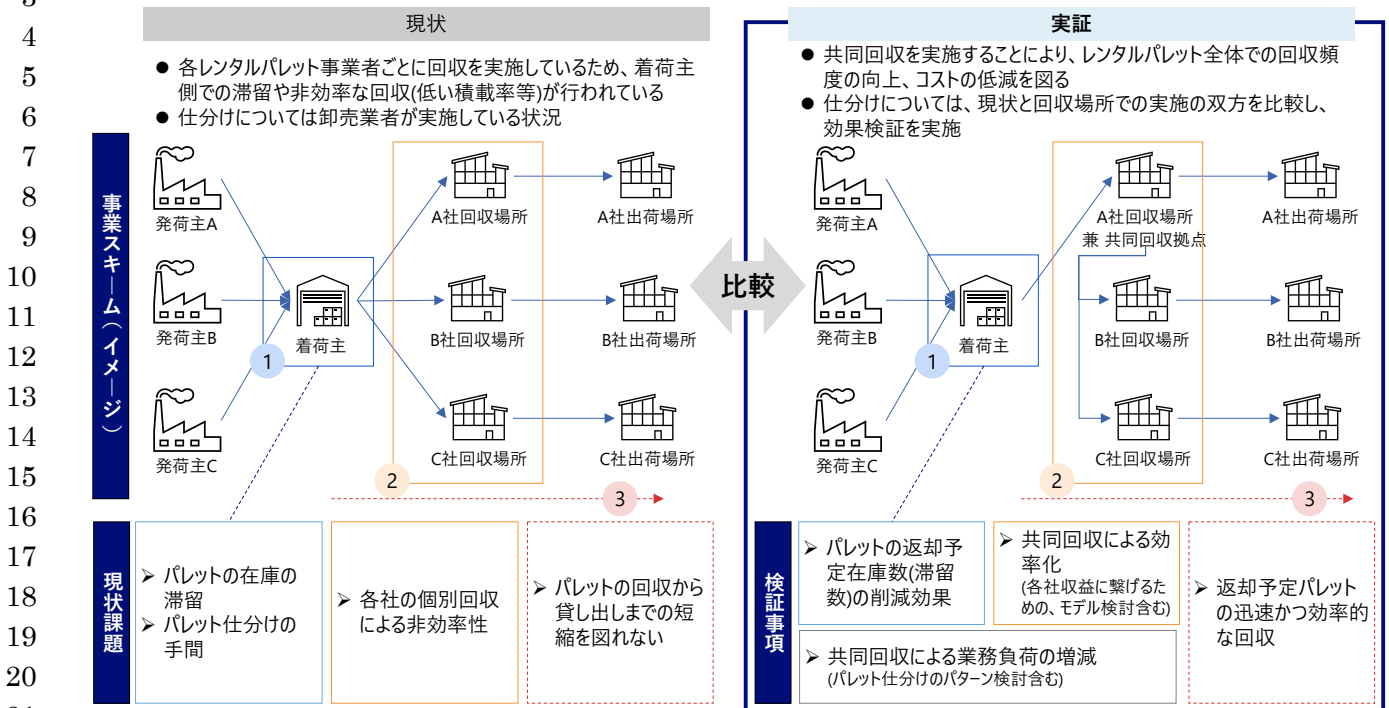 3
4
5
6
7
8
9
10
11
12
13
14
15
16
17
18
19
20
現状
● 各レンタルパレット事業者ごとに回収を実施しているため、着荷主
側での滞留や非効率な回収(低い積載率等)が行われている
● 仕分けについては卸売業者が実施している状況
事業スキーム（イメージ）
発荷主A
発荷主B
発荷主C
着荷主
1
A社回収場所
B社回収場所
C社回収場所
2
A社出荷場所
B社出荷場所
C社出荷場所
3
現状課題
➢ パレットの在庫の
滞留
➢ パレット仕分けの
手間
➢ 各社の個別回収
による非効率性
➢ パレットの回収から
貸し出しまでの短
縮を図れない
比較
実証
● 共同回収を実施することにより、レンタルパレット全体での回収頻
度の向上、コストの低減を図る
● 仕分けについては、現状と回収場所での実施の双方を比較し、
効果検証を実施
発荷主A
発荷主B
発荷主C
着荷主
1
A社回収場所
兼 共同回収拠点
B社回収場所
C社回収場所
2
A社出荷場所
B社出荷場所
C社出荷場所
3
検証事項
➢ パレットの返却予
定在庫数(滞留
数)の削減効果
➢ 共同回収による効
率化
(各社収益に繋げるた
めの、モデル検討含む)
➢ 返却予定パレット
の迅速かつ効率的
な回収
➢ 共同回収による業務負荷の増減
(パレット仕分けのパターン検討含む)